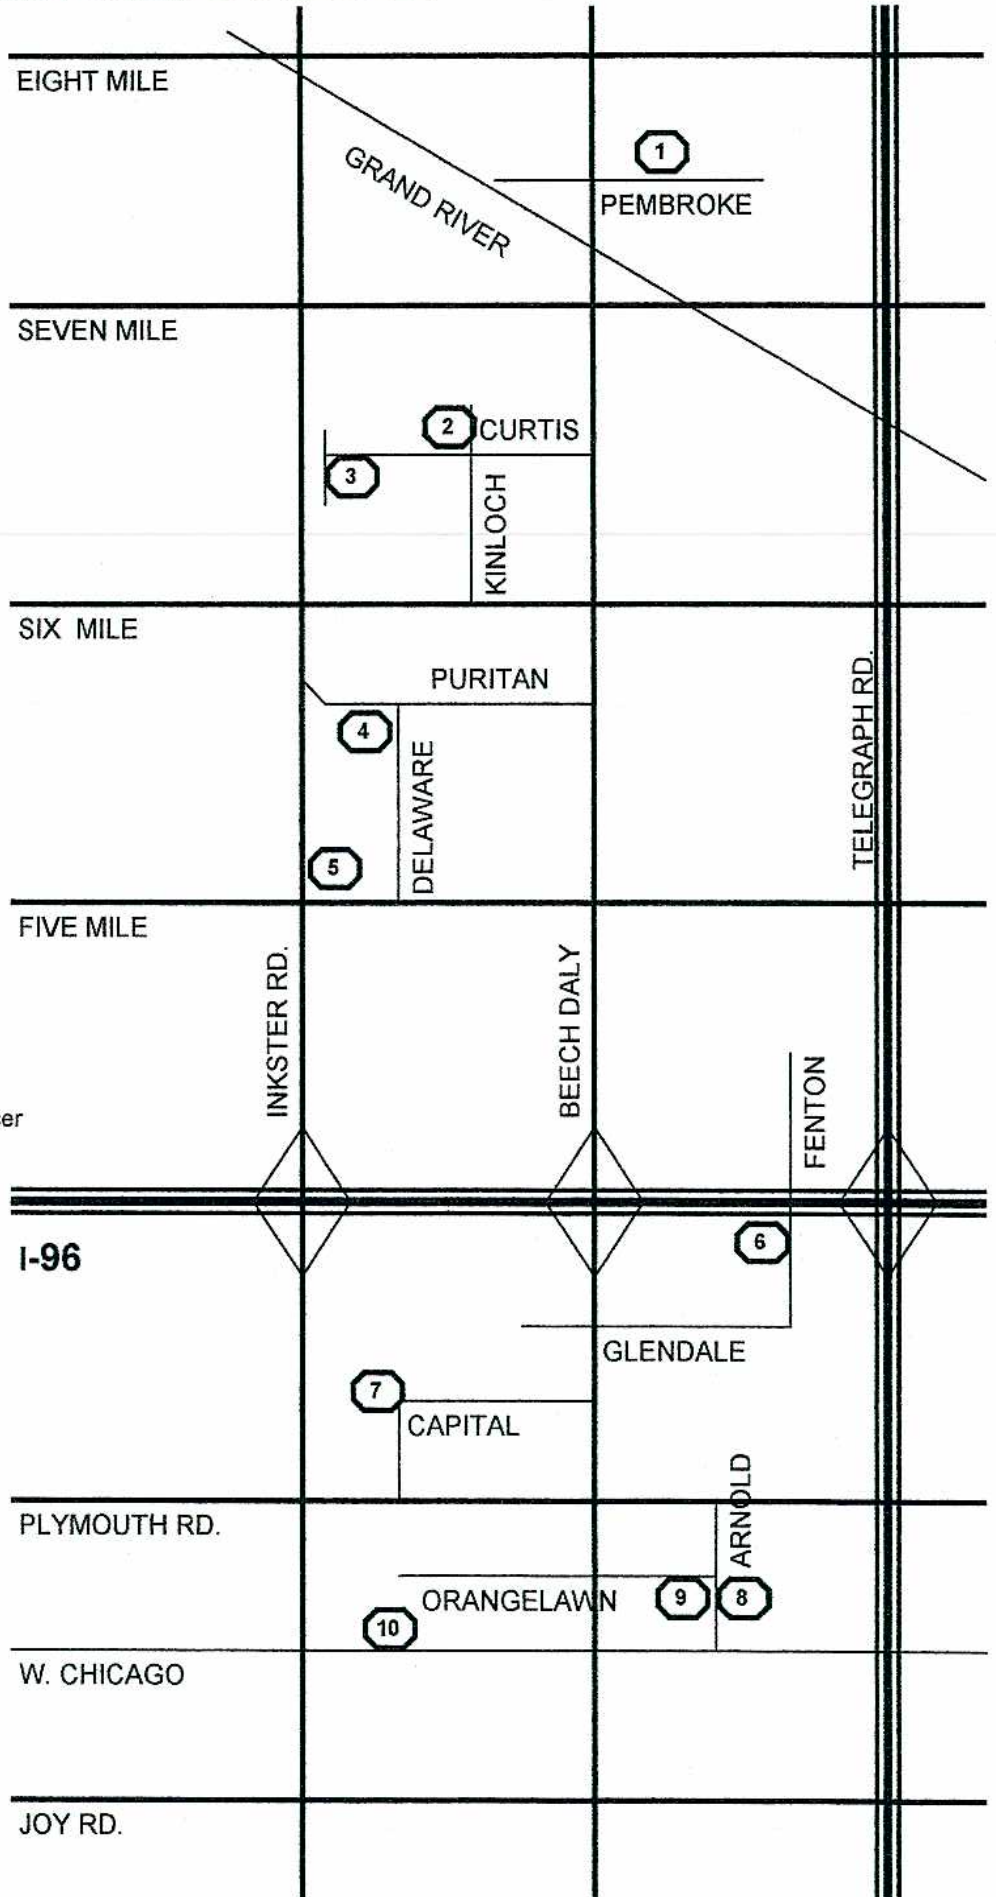 EIGHT MILE
1
GRAND RIVER
PEMBROKE
SEVEN MILE
2
CURTIS
3
KINLOCH
SIX MILE
PURITAN
4
TELEGRAPH RD.
DELAWARE
5
FIVE MILE
INKSTER RD.
BEECH DALY
FENTON
er
I-96
6
GLENDALE
7
CAPITAL
ARNOLD
PLYMOUTH RD.
ORANGELAWN
9
8
10
W. CHICAGO
JOY RD.